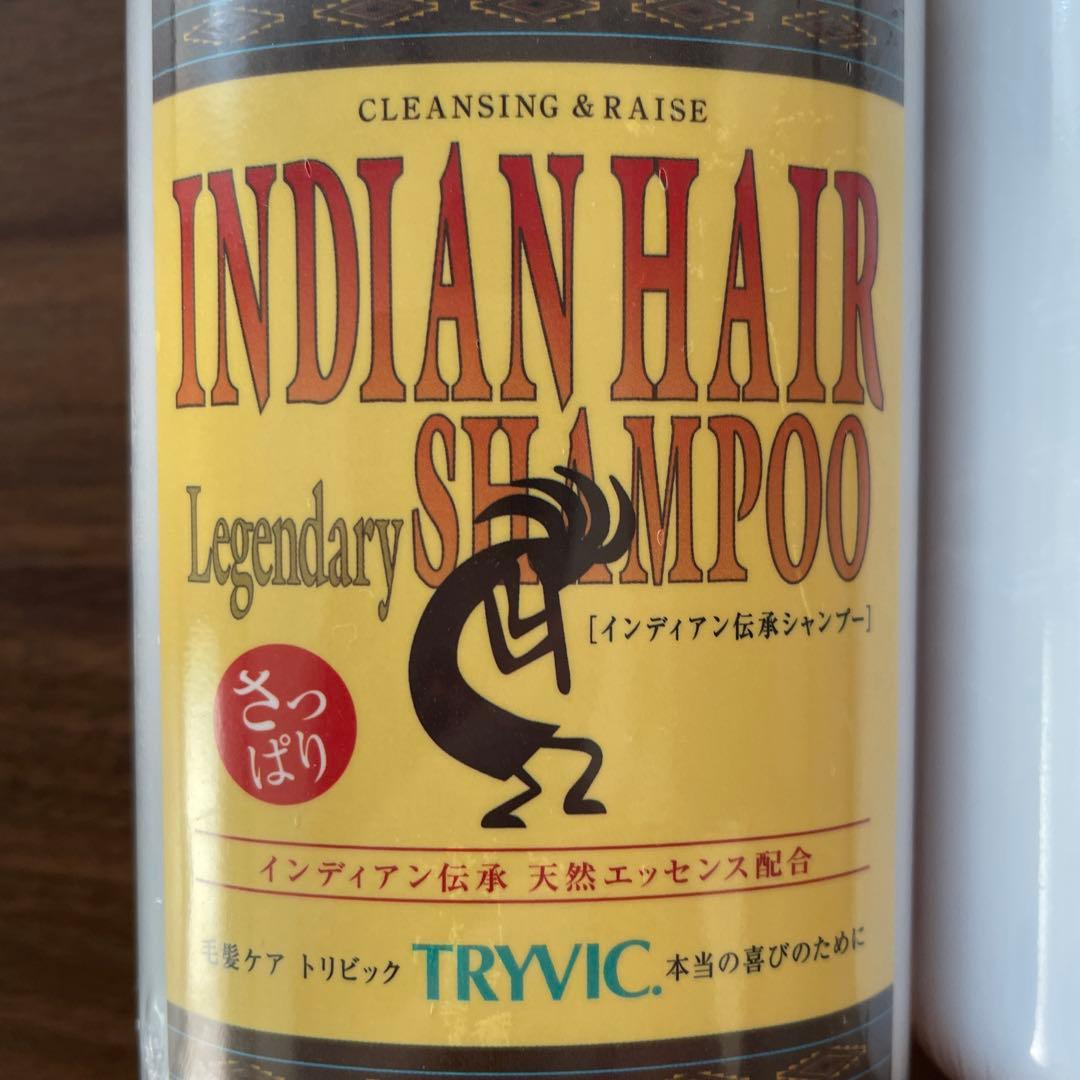 CLEANSING & RAISE
INDIAN HAIR
Legendary SHAMPOO
[インディアン伝承シャンプー]
さっ
ぱり
インディアン伝承 天然エッセンス配合
毛髪ケア トリビック TRYVIC. 本当の喜びのために